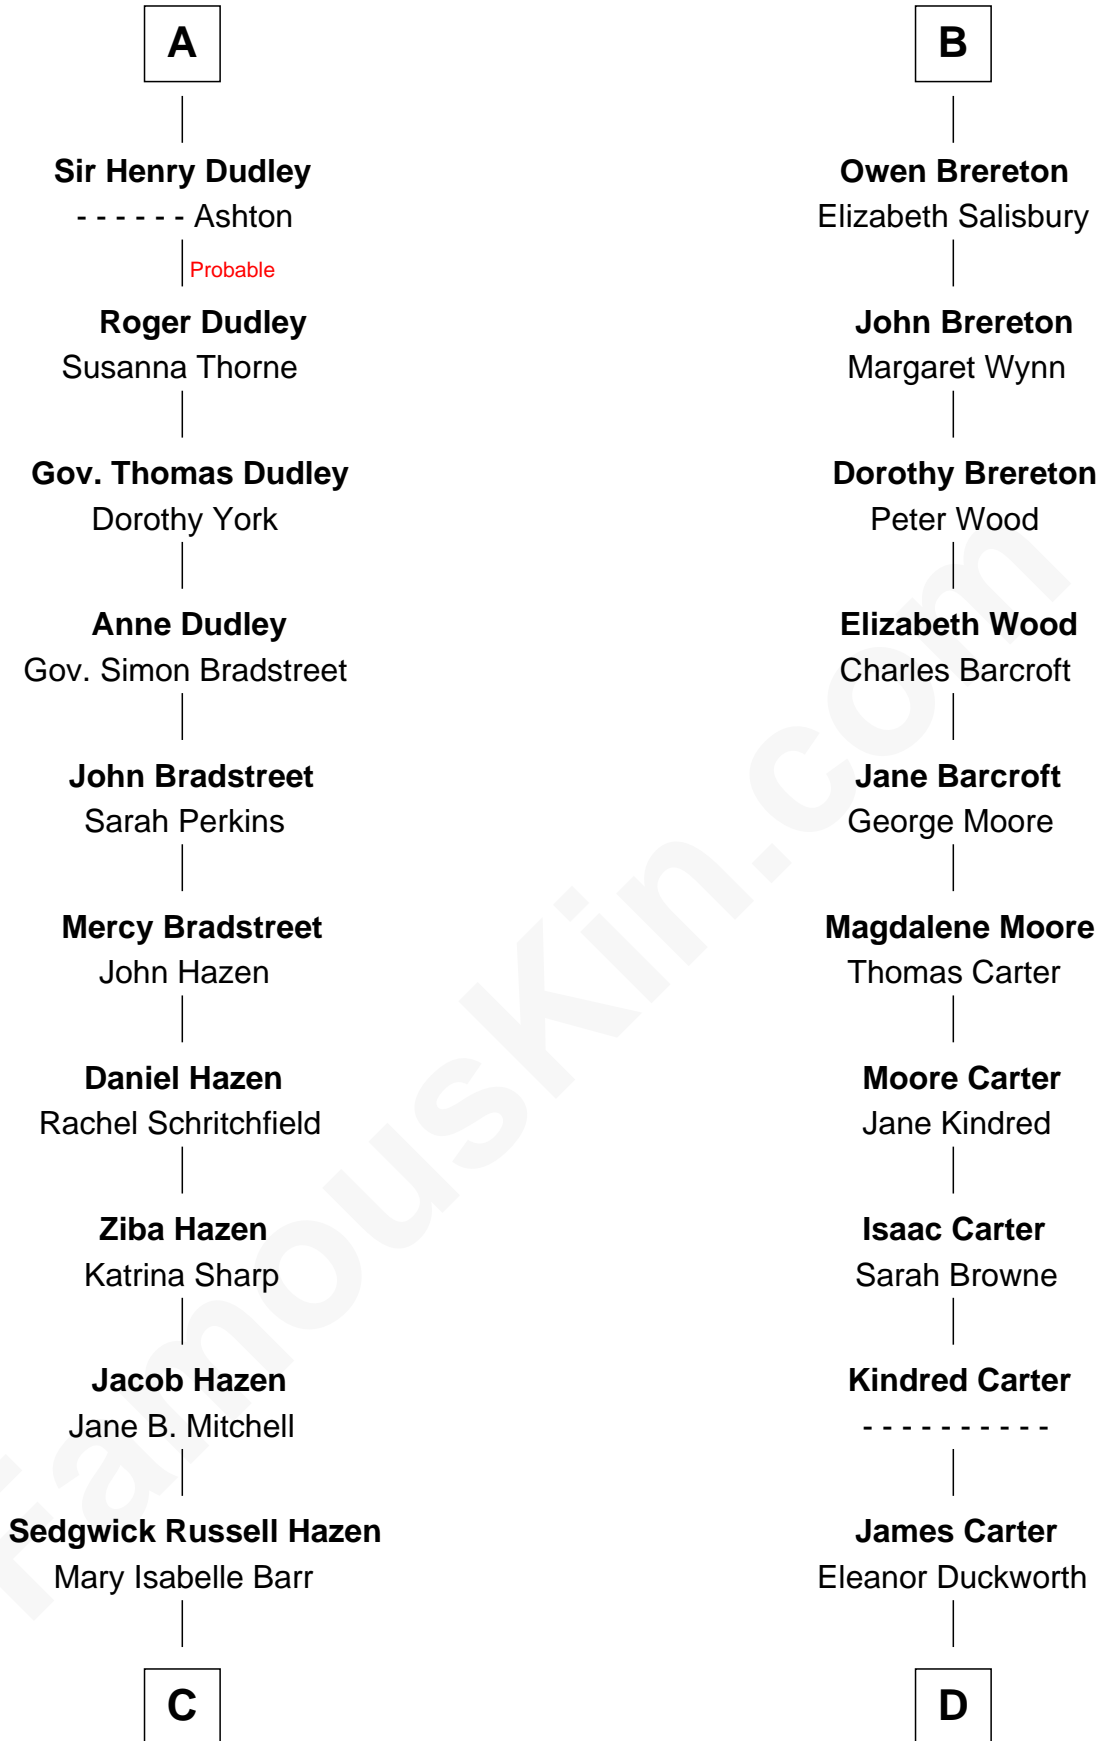 A
Sir Henry Dudley
- - - - - - Ashton
Probable
Roger Dudley
Susanna Thorne
Gov. Thomas Dudley
Dorothy York
Anne Dudley
Gov. Simon Bradstreet
John Bradstreet
Sarah Perkins
Mercy Bradstreet
John Hazen
Daniel Hazen
Rachel Schritchfield
Ziba Hazen
Katrina Sharp
Jacob Hazen
Jane B. Mitchell
Sedgwick Russell Hazen
Mary Isabelle Barr
C
B
Owen Brereton
Elizabeth Salisbury
John Brereton
Margaret Wynn
Dorothy Brereton
Peter Wood
Elizabeth Wood
Charles Barcroft
Jane Barcroft
George Moore
Magdalene Moore
Thomas Carter
Moore Carter
Jane Kindred
Isaac Carter
Sarah Browne
Kindred Carter
- - - - - - - - - -
James Carter
Eleanor Duckworth
D
FamousKin.com